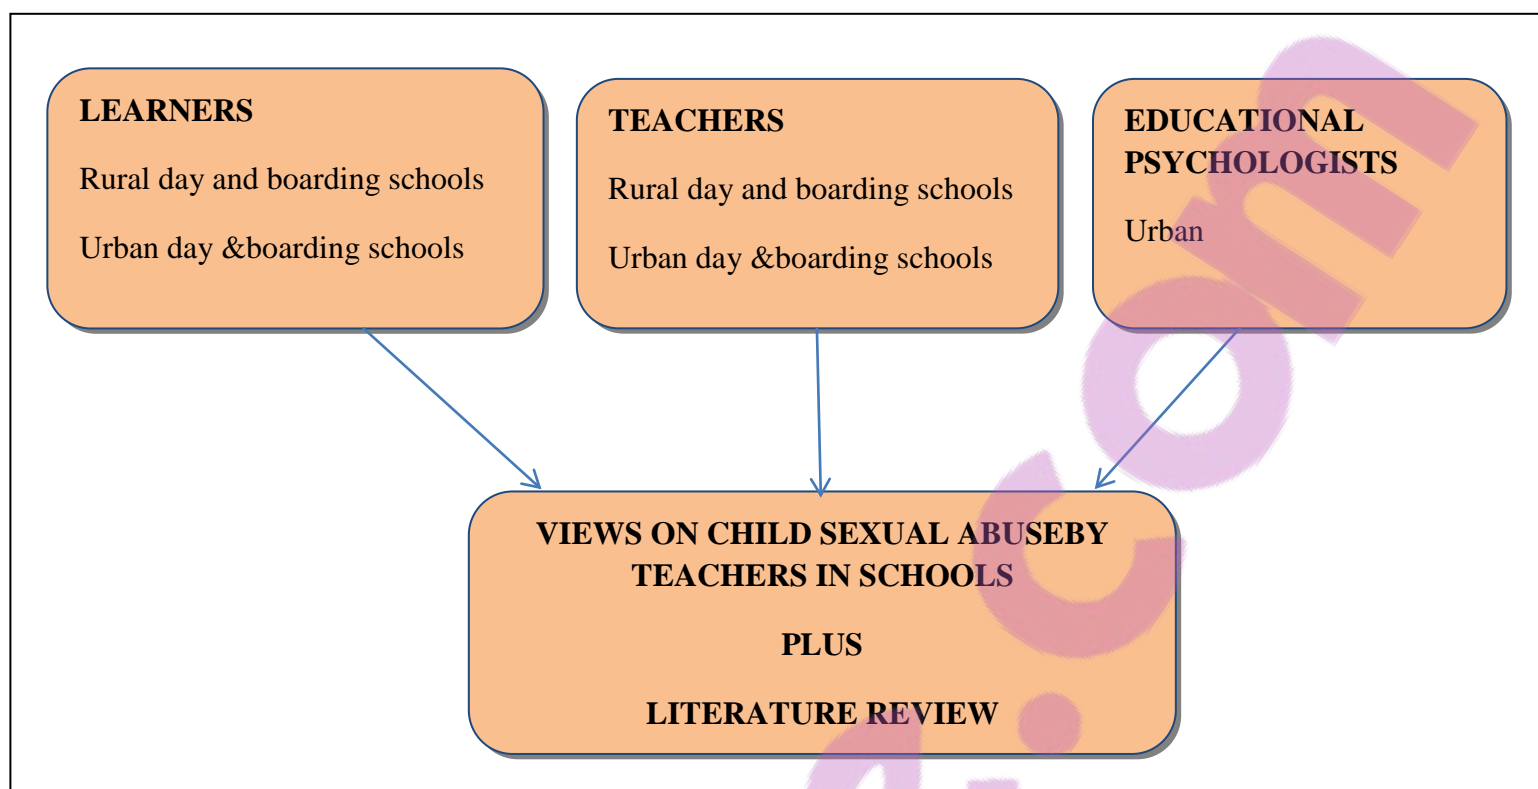 LEARNERS
Rural day and boarding schools
Urban day &boarding schools
TEACHERS
Rural day and boarding schools
Urban day &boarding schools
EDUCATIONAL
PSYCHOLOGISTS
Urban
VIEWS ON CHILD SEXUAL ABUSEBY
TEACHERS IN SCHOOLS
PLUS
LITERATURE REVIEW
.com